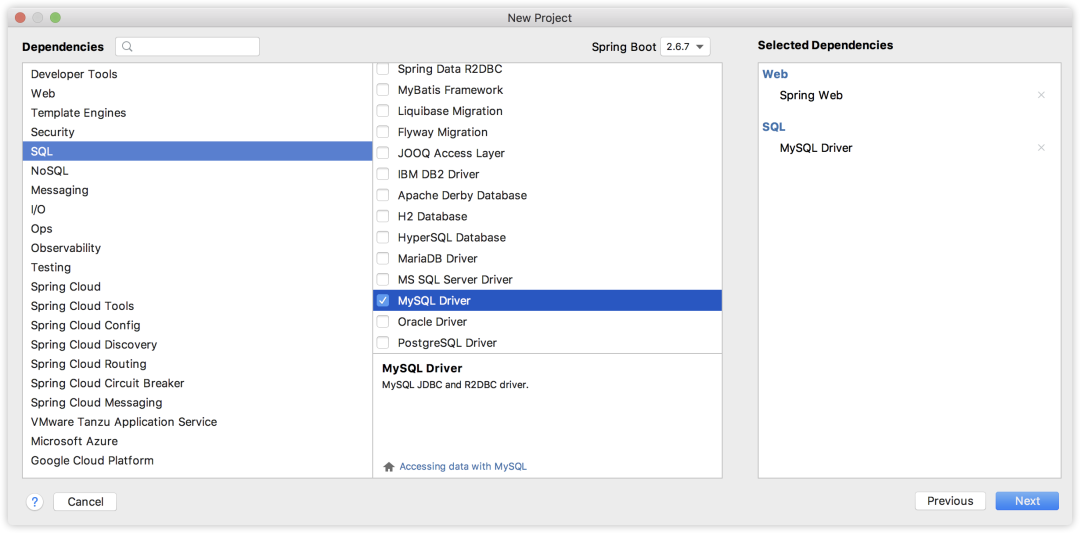 New Project
Dependencies
Spring Boot 2.6.7
Developer Tools
Web
Template Engines
Security
SQL
NoSQL
Messaging
I/O
Ops
Observability
Testing
Spring Cloud
Spring Cloud Tools
Spring Cloud Config
Spring Cloud Discovery
Spring Cloud Routing
Spring Cloud Circuit Breaker
Spring Cloud Messaging
VMware Tanzu Application Service
Microsoft Azure
Google Cloud Platform
Spring Data R2DBC
MyBatis Framework
Liquibase Migration
Flyway Migration
JOOQ Access Layer
IBM DB2 Driver
Apache Derby Database
H2 Database
HyperSQL Database
MariaDB Driver
MS SQL Server Driver
MySQL Driver
Oracle Driver
PostgreSQL Driver
MySQL Driver
MySQL JDBC and R2DBC driver.
Accessing data with MySQL
Selected Dependencies
Web
Spring Web
SQL
MySQL Driver
?
Cancel
Previous
Next